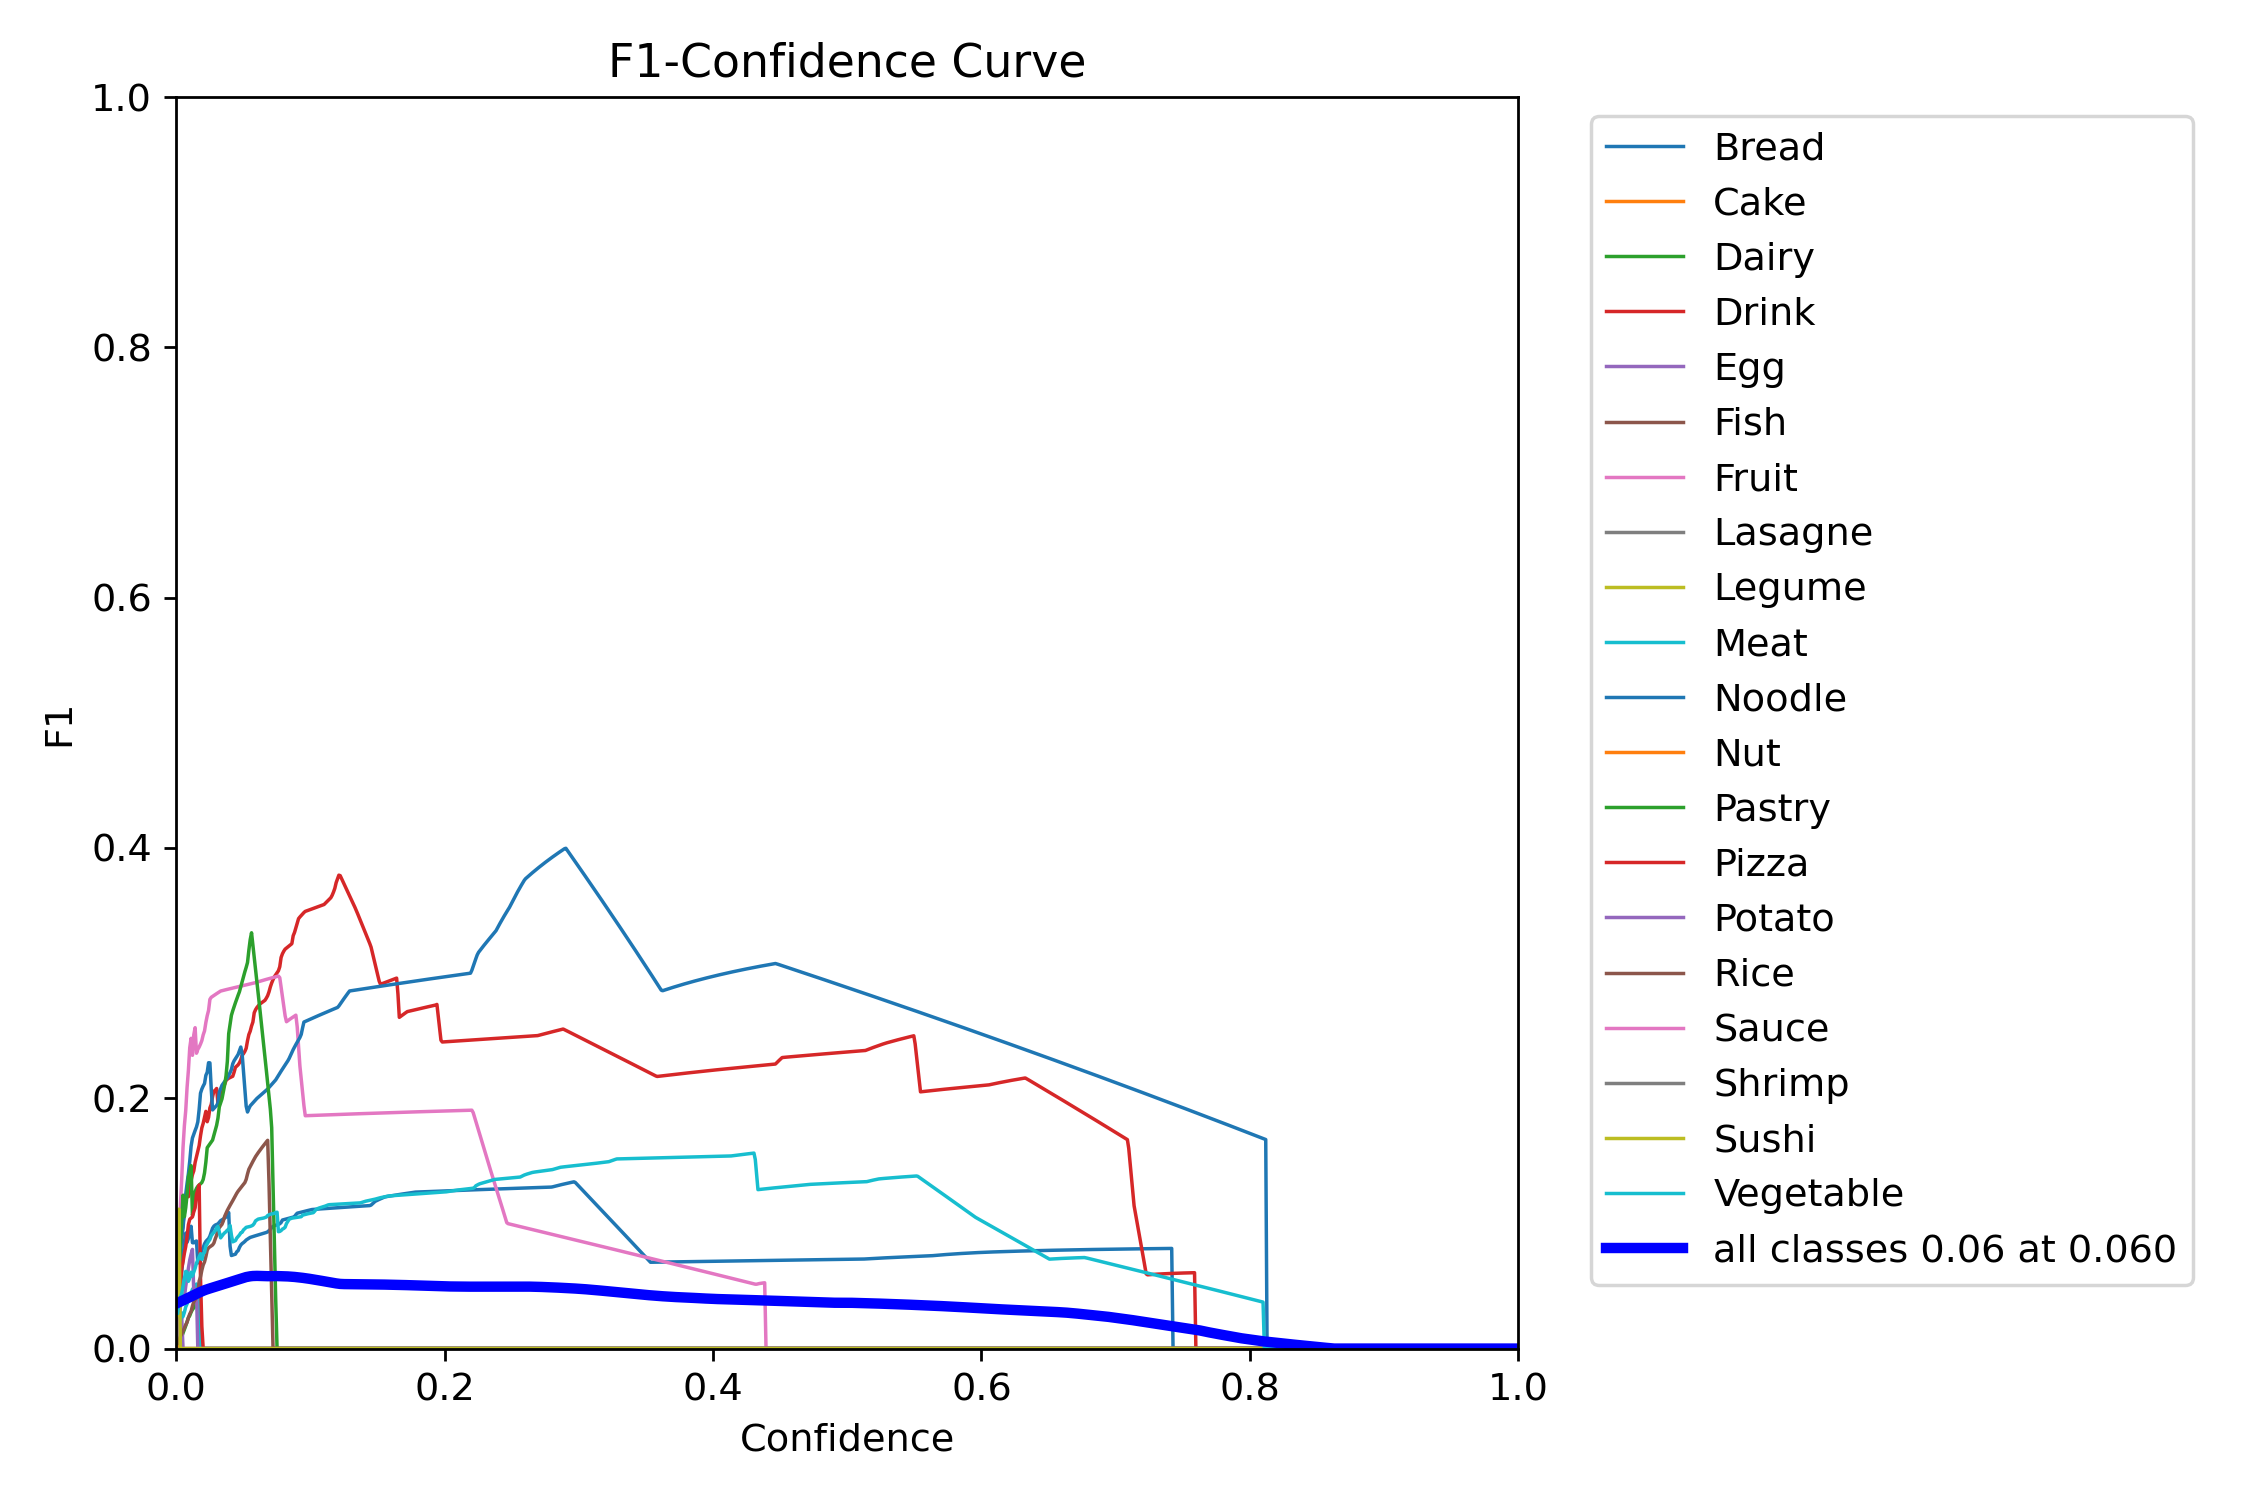 F1-Confidence Curve
1.0
0.8
0.6
0.4
0.2
0.0
F1
0.0 0.2 0.4 0.6 0.8 1.0
Confidence
Bread
Cake
Dairy
Drink
Egg
Fish
Fruit
Lasagne
Legume
Meat
Noodle
Nut
Pastry
Pizza
Potato
Rice
Sauce
Shrimp
Sushi
Vegetable
all classes 0.06 at 0.060